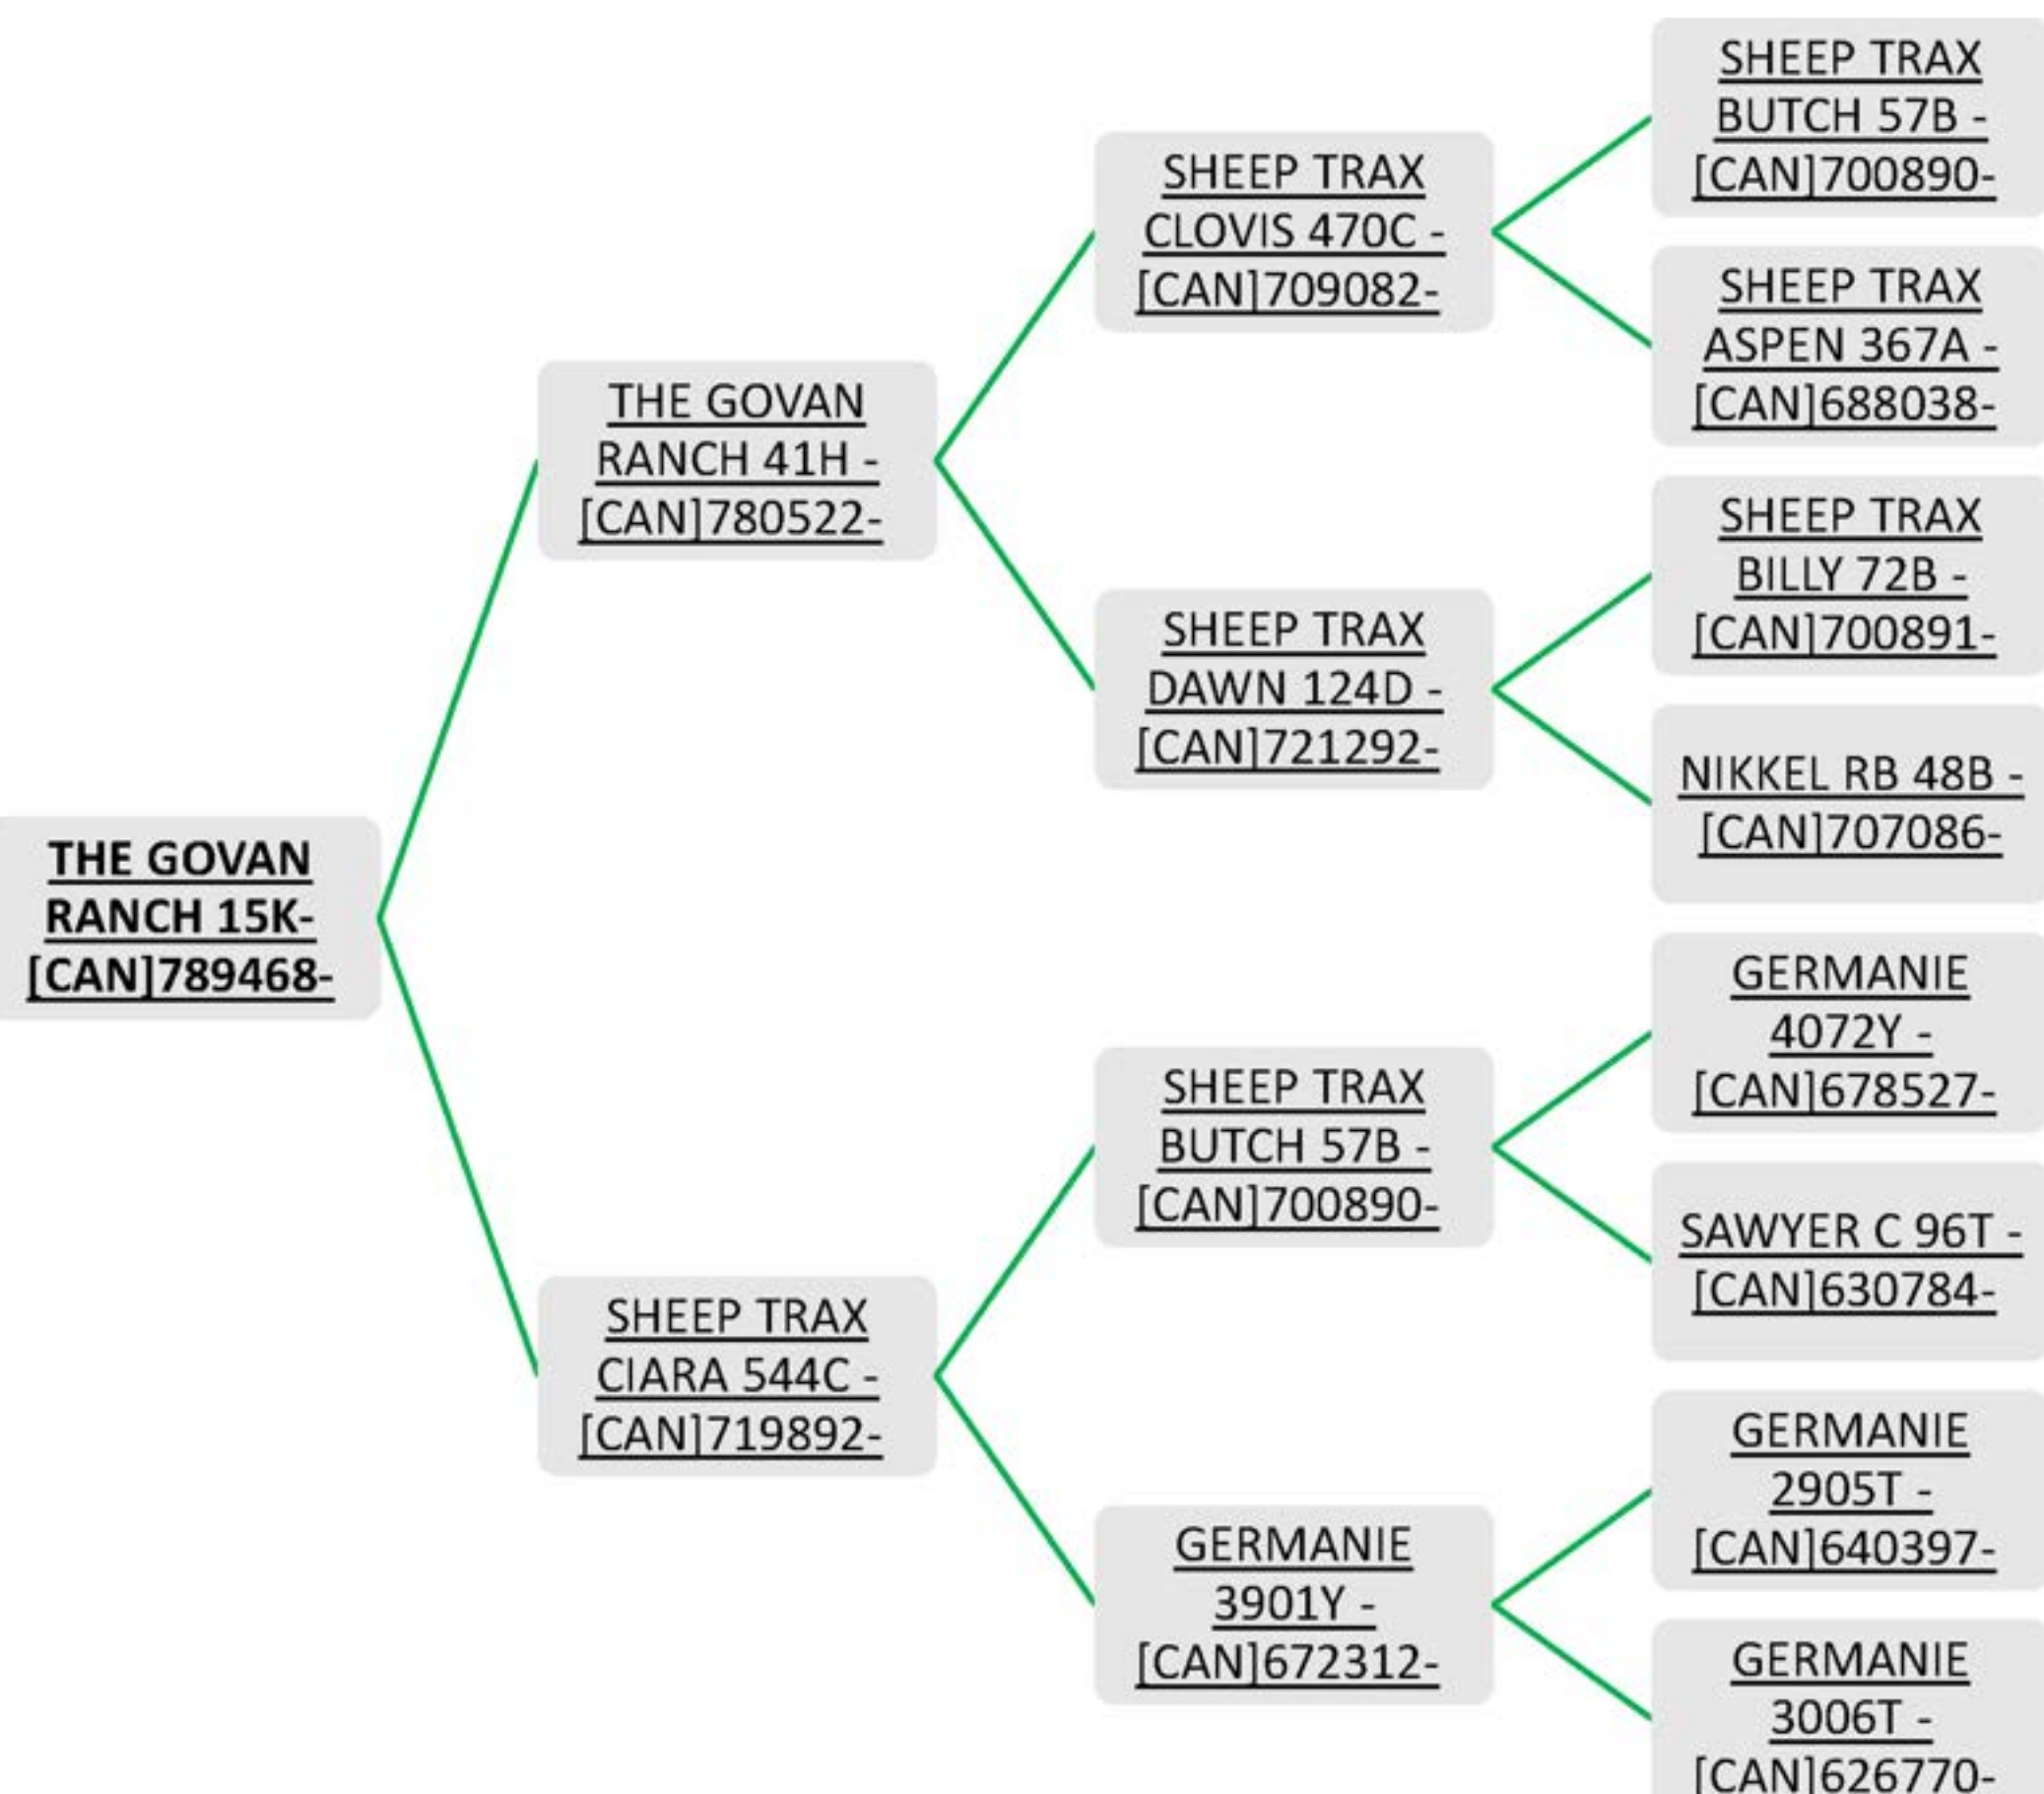 SHEEP TRAX
BUTCH 57B -
[CAN]700890-
SHEEP TRAX
CLOVIS 470C -
[CAN]709082-
SHEEP TRAX
ASPEN 367A -
[CAN]688038-
THE GOVAN
RANCH 41H -
[CAN]780522-
SHEEP TRAX
BILLY 72B -
[CAN]700891-
SHEEP TRAX
DAWN 124D -
[CAN]721292-
NIKKEL RB 48B -
[CAN]707086-
THE GOVAN
RANCH 15K-
[CAN]789468-
GERMANIE
4072Y -
[CAN]678527-
SHEEP TRAX
BUTCH 57B -
[CAN]700890-
SAWYER C 96T -
[CAN]630784-
SHEEP TRAX
CIARA 544C -
[CAN]719892-
GERMANIE
2905T -
[CAN]640397-
GERMANIE
3901Y -
[CAN]672312-
GERMANIE
3006T -
[CAN]626770-